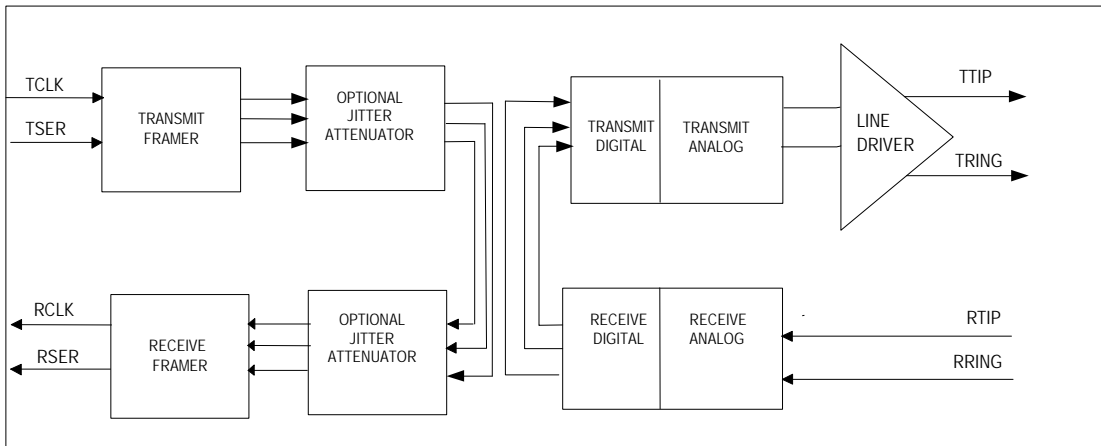 TCLK
TSER
TRANSMIT
FRAMER
OPTIONAL
JITTER
ATTENUATOR
TRANSMIT
DIGITAL
TRANSMIT
ANALOG
LINE
DRIVER
TTIP
TRING
RCLK
RSER
RECEIVE
FRAMER
OPTIONAL
JITTER
ATTENUATOR
RECEIVE
DIGITAL
RECEIVE
ANALOG
RTIP
RRING